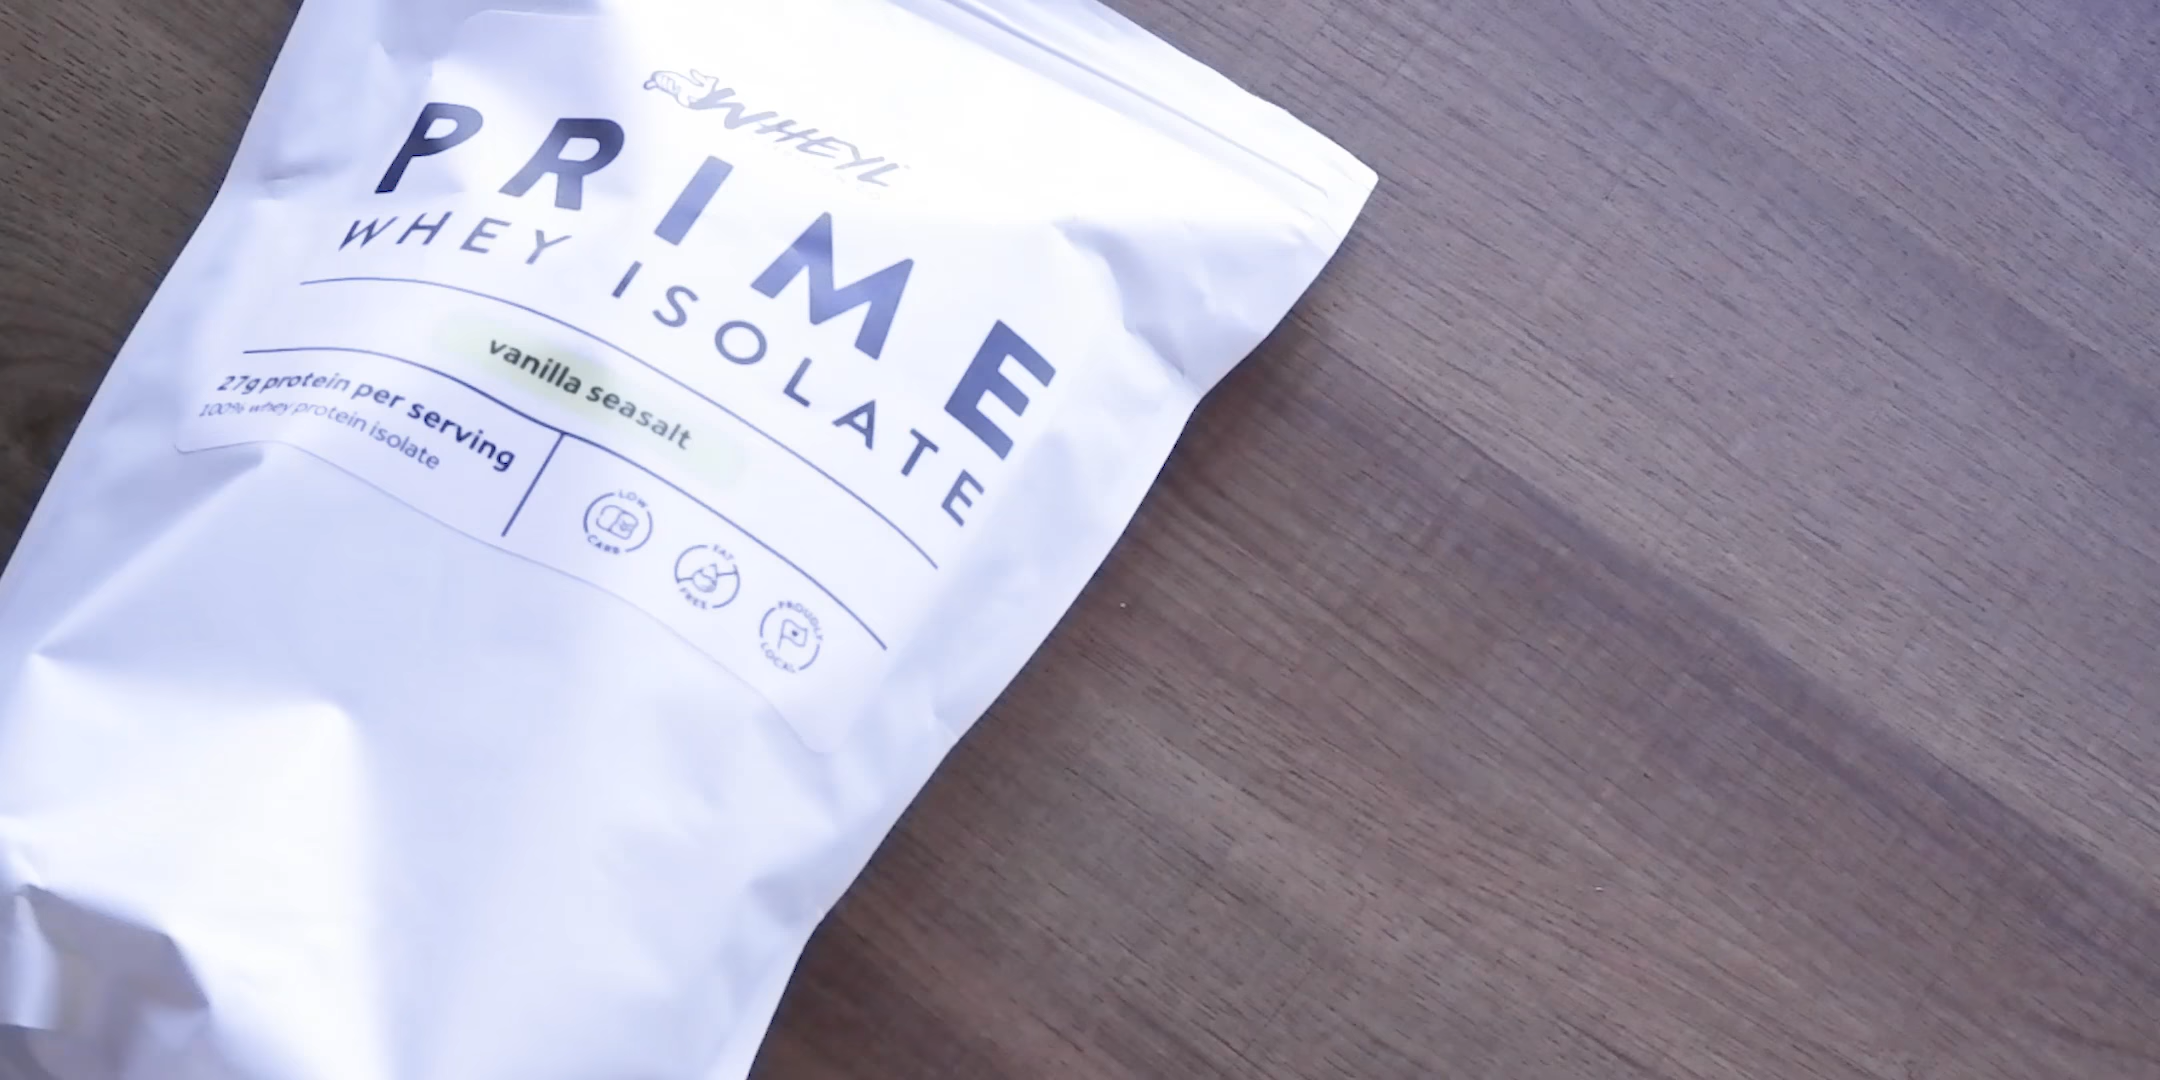 WHEYL
PRIME
WHEY ISOLATE
vanilla seasalt
27g protein per serving
100% whey protein isolate
LOW
CARB
FAT
FREE
PROUDLY
LOCAL